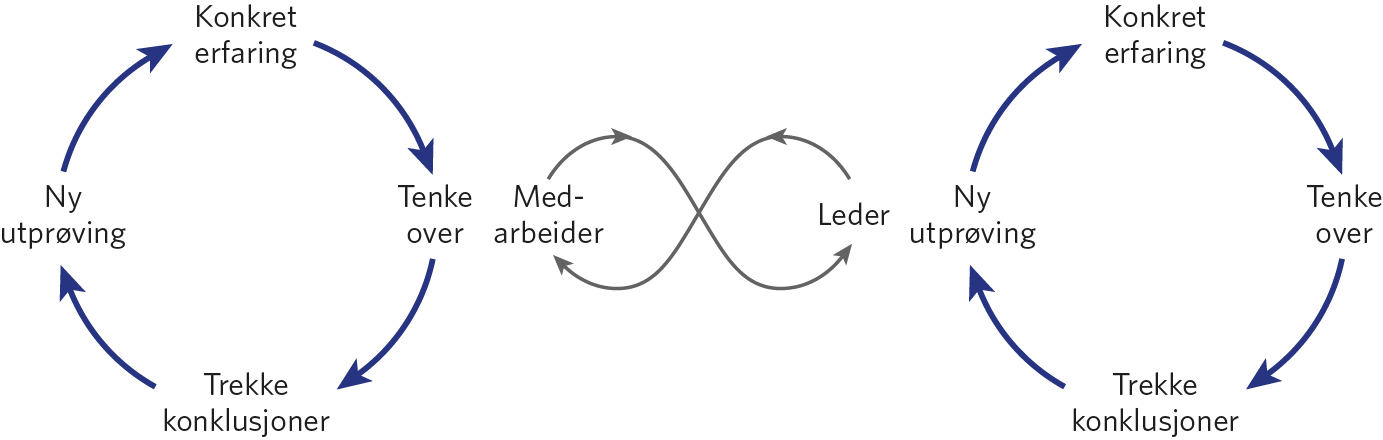 Konkret
erfaring
Tenke
over
Trekke
konklusjoner
Ny
utprøving
Med-
arbeider
Leder
Konkret
erfaring
Tenke
over
Trekke
konklusjoner
Ny
utprøving